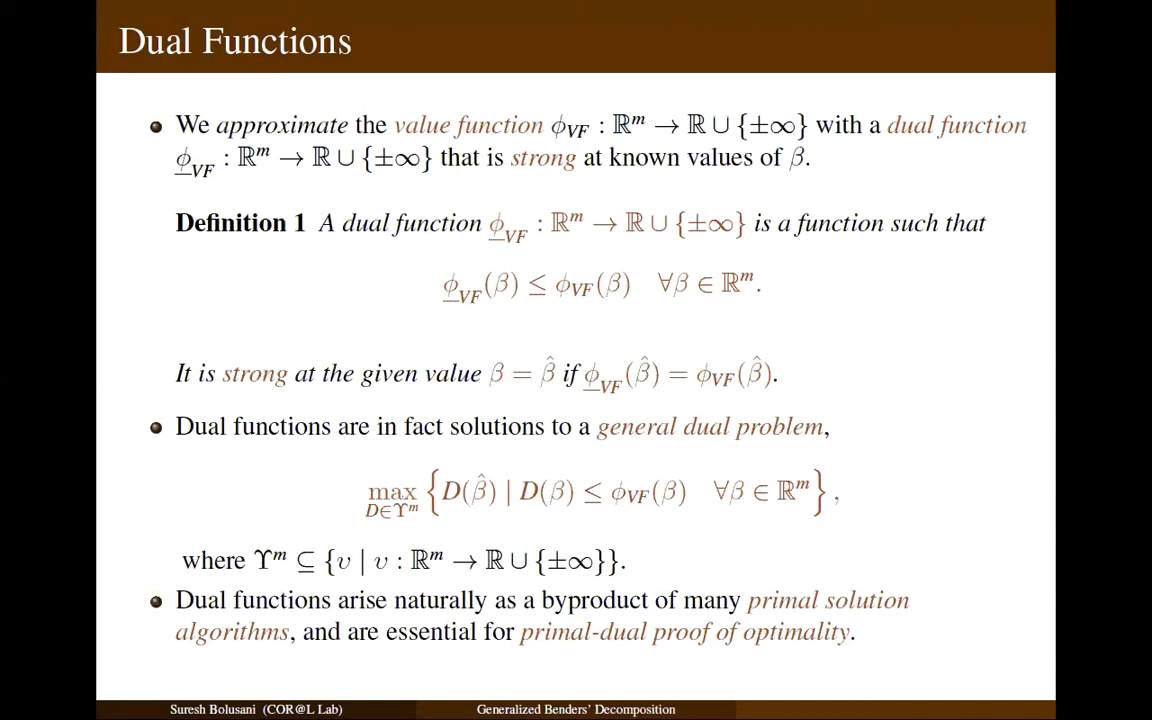 Dual Functions
We approximate the value function ϕ_VF : ℝ^m → ℝ ∪ {±∞} with a dual function
ϕ̲_VF : ℝ^m → ℝ ∪ {±∞} that is strong at known values of β.
Definition 1 A dual function ϕ̲_VF : ℝ^m → ℝ ∪ {±∞} is a function such that
ϕ̲_VF(β) ≤ ϕ_VF(β) ∀β ∈ ℝ^m.
It is strong at the given value β = β̂ if ϕ̲_VF(β̂) = ϕ_VF(β̂).
Dual functions are in fact solutions to a general dual problem,
max_{D∈ϒ^m} {D(β̂) | D(β) ≤ ϕ_VF(β) ∀β ∈ ℝ^m} ,
where ϒ^m ⊆ {υ | υ : ℝ^m → ℝ ∪ {±∞}}.
Dual functions arise naturally as a byproduct of many primal solution
algorithms, and are essential for primal-dual proof of optimality.
Suresh Bolusani (COR@L Lab) Generalized Benders' Decomposition